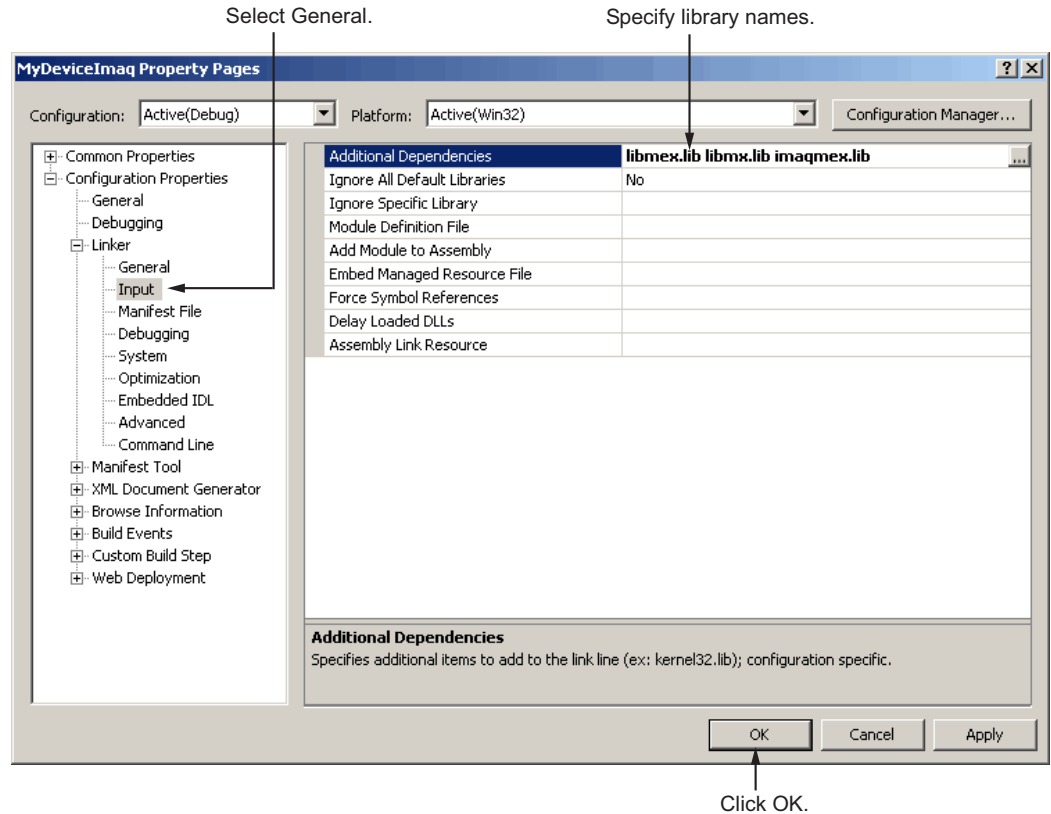 Select General.
Specify library names.
MyDeviceImaq Property Pages
Configuration: Active(Debug) Platform: Active(Win32) Configuration Manager...
Common Properties
Configuration Properties
General
Debugging
Linker
General
Input
Manifest File
Debugging
System
Optimization
Embedded IDL
Advanced
Command Line
Manifest Tool
XML Document Generator
Browse Information
Build Events
Custom Build Step
Web Deployment
Additional Dependencies libmex.lib libmx.lib imaqmex.lib ...
Ignore All Default Libraries No
Ignore Specific Library
Module Definition File
Add Module to Assembly
Embed Managed Resource File
Force Symbol References
Delay Loaded DLLs
Assembly Link Resource
Additional Dependencies
Specifies additional items to add to the link line (ex: kernel32.lib); configuration specific.
OK Cancel Apply
Click OK.